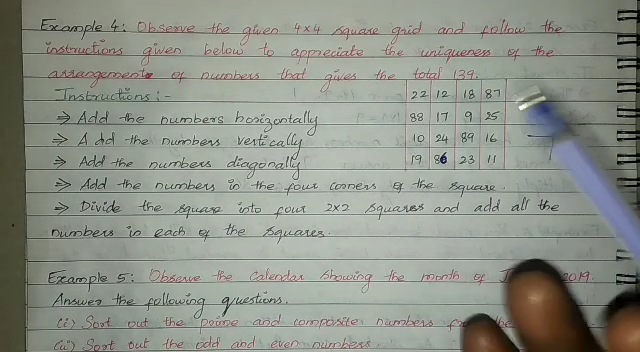 Example 4: Observe the given 4x4 square grid and follow the
instructions given below to appreciate the uniqueness of the
arrangements of numbers that gives the total 139.
Instructions:-
22 12 18 87
⇒ Add the numbers horizontally
88 17 9 25
⇒ Add the numbers vertically
10 24 89 16
⇒ Add the numbers diagonally
19 86 23 11
⇒ Add the numbers in the four corners of the square.
⇒ Divide the square into four 2x2 squares and add all the
numbers in each of the squares.
Example 5: Observe the Calendar showing the month of 2019.
Answer the following questions.
(i) Sort out the prime and composite numbers the
(ii) Sort out the odd and even numbers.